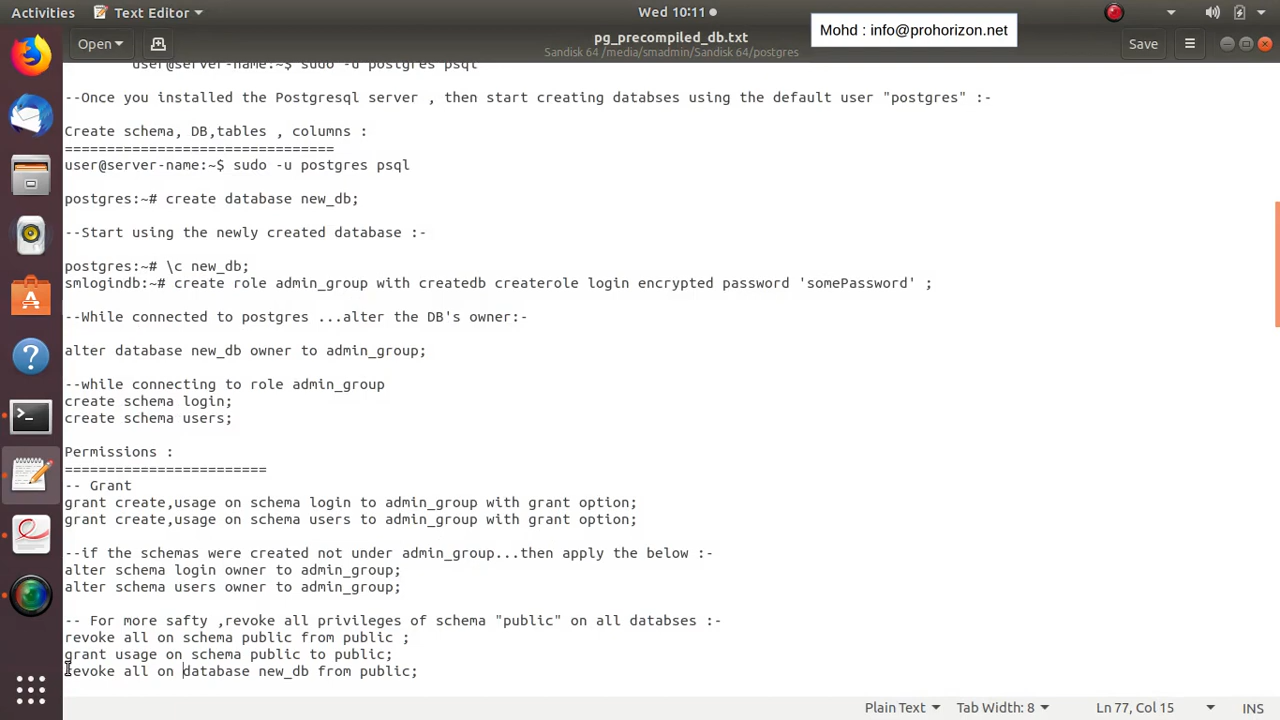 Activities
Text Editor
Wed 10:11
Mohd : info@prohorizon.net
Open
pg_precompiled_db.txt
Sandisk 64 /media/smadmin/Sandisk 64/postgres
Save
user@server-name:~$ sudo -u postgres psql
--Once you installed the Postgresql server , then start creating databses using the default user "postgres" :-
Create schema, DB,tables , columns :
================================
user@server-name:~$ sudo -u postgres psql
postgres:~# create database new_db;
--Start using the newly created database :-
postgres:~# \c new_db;
smlogindb:~# create role admin_group with createdb createrole login encrypted password 'somePassword' ;
--While connected to postgres ...alter the DB's owner:-
alter database new_db owner to admin_group;
--while connecting to role admin_group
create schema login;
create schema users;
Permissions :
========================
-- Grant
grant create,usage on schema login to admin_group with grant option;
grant create,usage on schema users to admin_group with grant option;
--if the schemas were created not under admin_group...then apply the below :-
alter schema login owner to admin_group;
alter schema users owner to admin_group;
-- For more safty ,revoke all privileges of schema "public" on all databses :-
revoke all on schema public from public ;
grant usage on schema public to public;
revoke all on database new_db from public;
Plain Text
Tab Width: 8
Ln 77, Col 15
INS